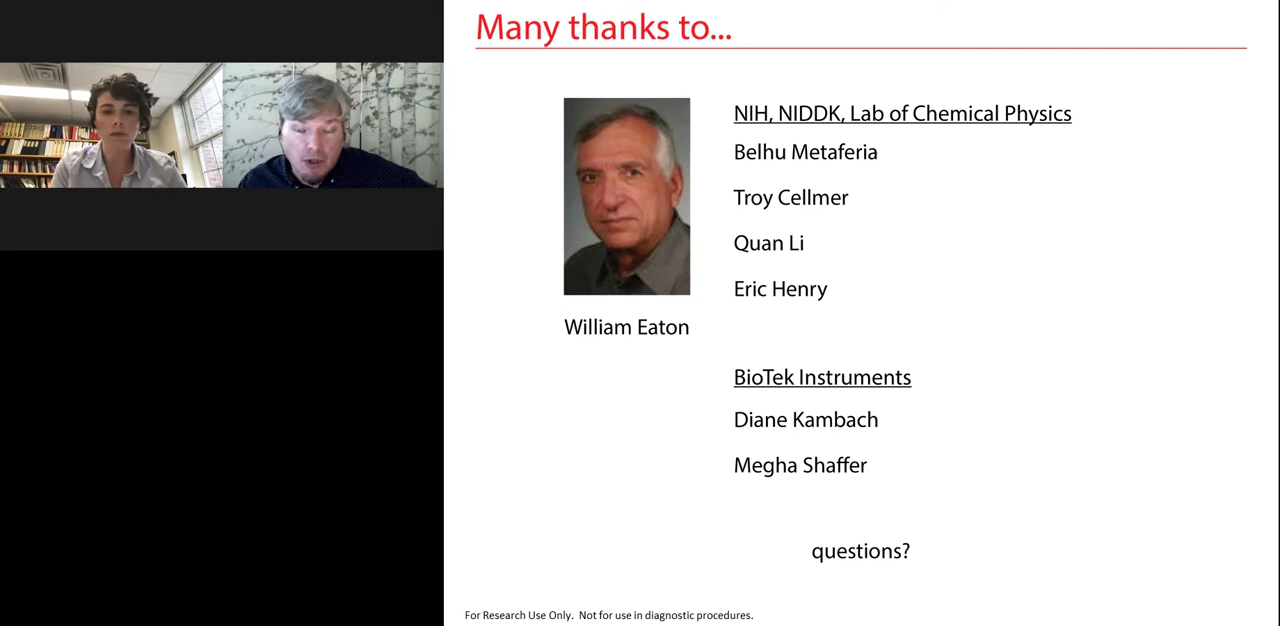 Many thanks to...
William Eaton
NIH, NIDDK, Lab of Chemical Physics
Belhu Metaferia
Troy Cellmer
Quan Li
Eric Henry
BioTek Instruments
Diane Kambach
Megha Shaffer
questions?
For Research Use Only.  Not for use in diagnostic procedures.